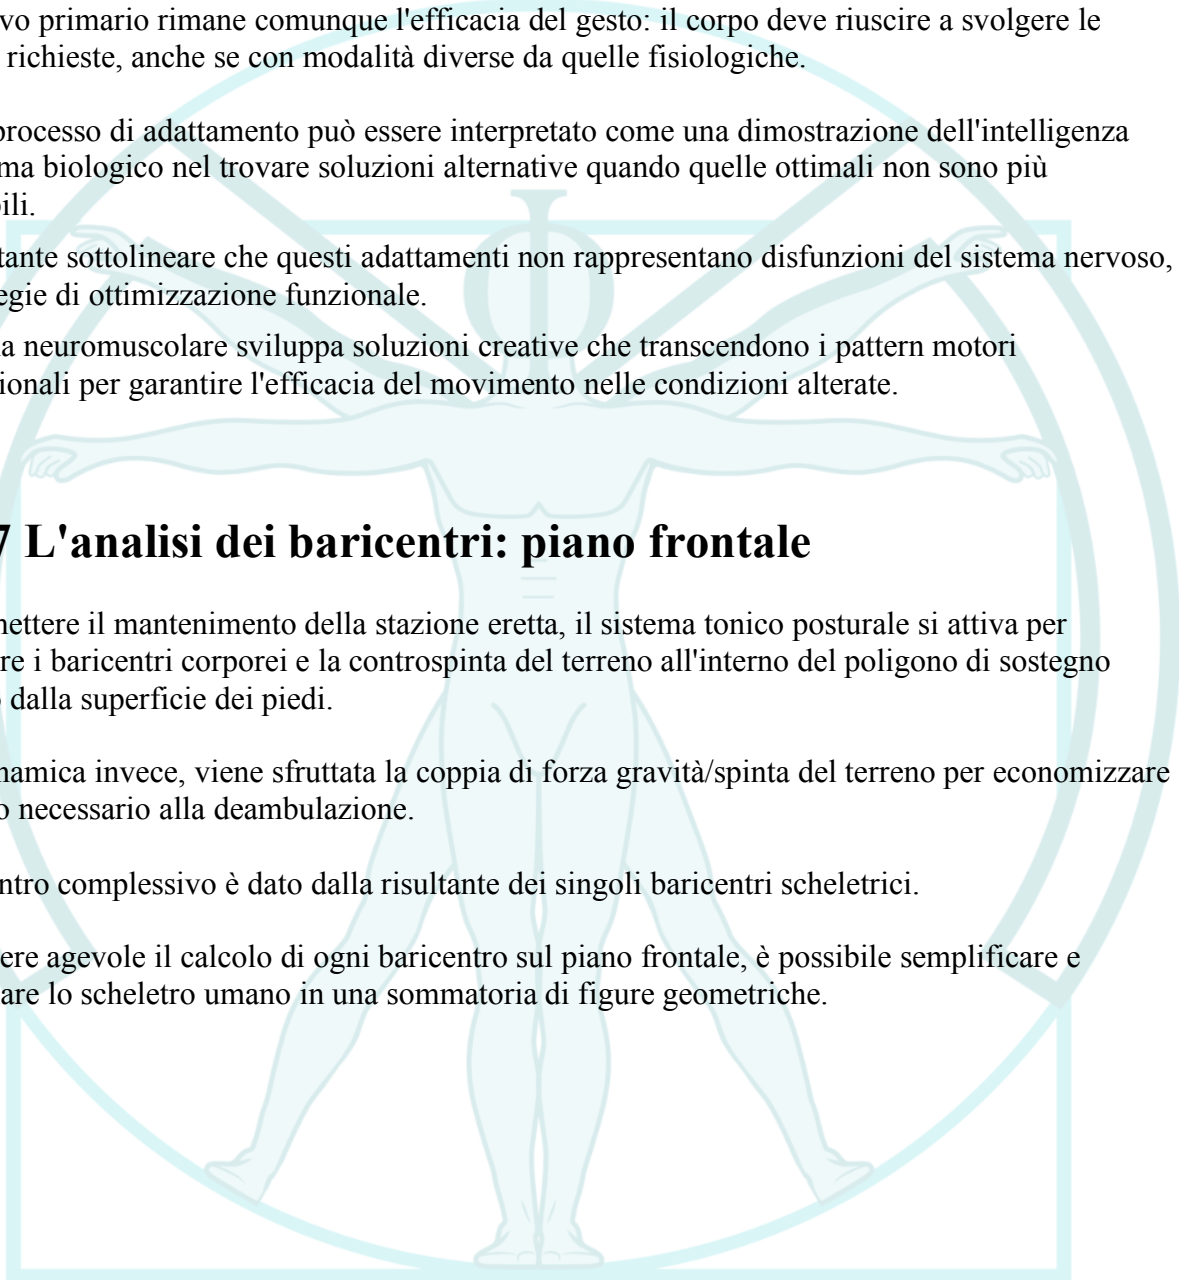 vo primario rimane comunque l'efficacia del gesto: il corpo deve riuscire a svolgere le
richieste, anche se con modalità diverse da quelle fisiologiche.
processo di adattamento può essere interpretato come una dimostrazione dell'intelligenza
ma biologico nel trovare soluzioni alternative quando quelle ottimali non sono più
ili.
tante sottolineare che questi adattamenti non rappresentano disfunzioni del sistema nervoso,
egie di ottimizzazione funzionale.
a neuromuscolare sviluppa soluzioni creative che transcendono i pattern motori
ionali per garantire l'efficacia del movimento nelle condizioni alterate.
7 L'analisi dei baricentri: piano frontale
ettere il mantenimento della stazione eretta, il sistema tonico posturale si attiva per
re i baricentri corporei e la controspinta del terreno all'interno del poligono di sostegno
dalla superficie dei piedi.
namica invece, viene sfruttata la coppia di forza gravità/spinta del terreno per economizzare
o necessario alla deambulazione.
ntro complessivo è dato dalla risultante dei singoli baricentri scheletrici.
ere agevole il calcolo di ogni baricentro sul piano frontale, è possibile semplificare e
are lo scheletro umano in una sommatoria di figure geometriche.